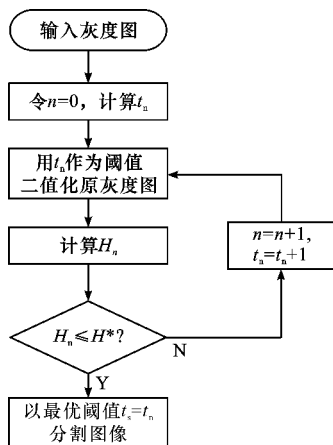 输入灰度图
令n=0，计算tₙ
用tₙ作为阈值
二值化原灰度图
计算Hₙ
n=n+1,
tₙ=tₙ+1
Hₙ≤H*?
N
Y
以最优阈值tₛ=tₙ
分割图像